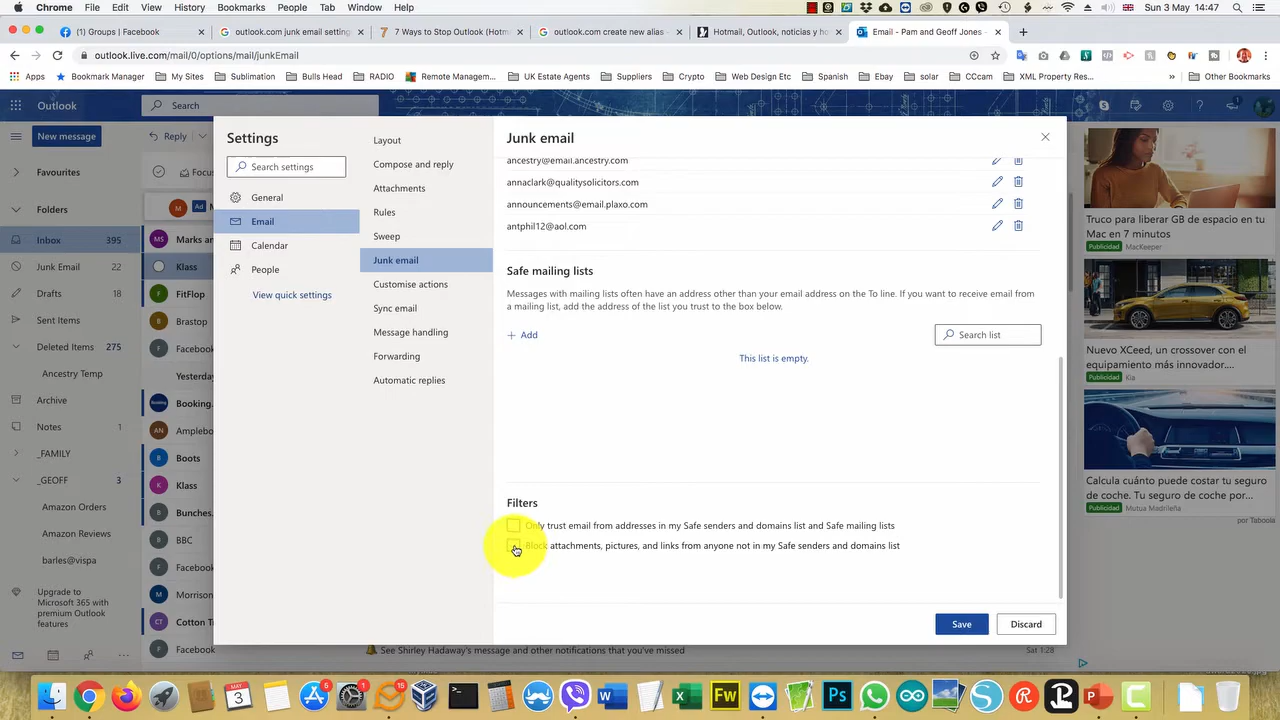 Chrome File Edit View History Bookmarks People Tab Window Help
Sun 3 May 14:47
(1) Groups | Facebook
outlook.com junk email setting
7 Ways to Stop Outlook (Hotm
outlook.com create new alias -
Hotmail, Outlook, noticias y ho
Email - Pam and Geoff Jones -
outlook.live.com/mail/0/options/mail/junkEmail
Apps Bookmark Manager My Sites Sublimation Bulls Head RADIO Remote Managem... UK Estate Agents Suppliers Crypto Web Design Etc Spanish Ebay solar CCcam XML Property Res... » Other Bookmarks
Outlook
Search
New message
Reply
Favourites
Folders
Inbox 395
Junk Email 22
Drafts 18
Sent Items
Deleted Items 275
Ancestry Temp
Archive
Notes 1
_FAMILY
_GEOFF 3
Amazon Orders
Amazon Reviews
barles@vispa
Upgrade to
Microsoft 365 with
premium Outlook
features
Focu
M Ad
MS Marks an
Klass
F FitFlop
B Brastop
F Facebook
Yesterday
Booking.
A Ampleb
B Boots
K Klass
B Bunches.
BBC
F Facebook
M Morrison
CT Cotton T
F Facebook
See Shirley Hadaway's message and other notifications that you've missed
Sat 1:28
Settings
Search settings
General
Email
Calendar
People
View quick settings
Layout
Compose and reply
Attachments
Rules
Sweep
Junk email
Customise actions
Sync email
Message handling
Forwarding
Automatic replies
Junk email
ancestry@email.ancestry.com
annaclark@qualitysolicitors.com
announcements@email.plaxo.com
antphil12@aol.com
Safe mailing lists
Messages with mailing lists often have an address other than your email address on the To line. If you want to receive email from
a mailing list, add the address of the list you trust to the box below.
+ Add
Search list
This list is empty.
Filters
Only trust email from addresses in my Safe senders and domains list and Safe mailing lists
Block attachments, pictures, and links from anyone not in my Safe senders and domains list
Save
Discard
Truco para liberar GB de espacio en tu
Mac en 7 minutos
Publicidad MacKeeper
Nuevo XCeed, un crossover con el
equipamiento más innovador....
Publicidad Kia
Calcula cuánto puede costar tu seguro
de coche. Tu seguro de coche por...
Publicidad Mutua Madrileña
por Taboola